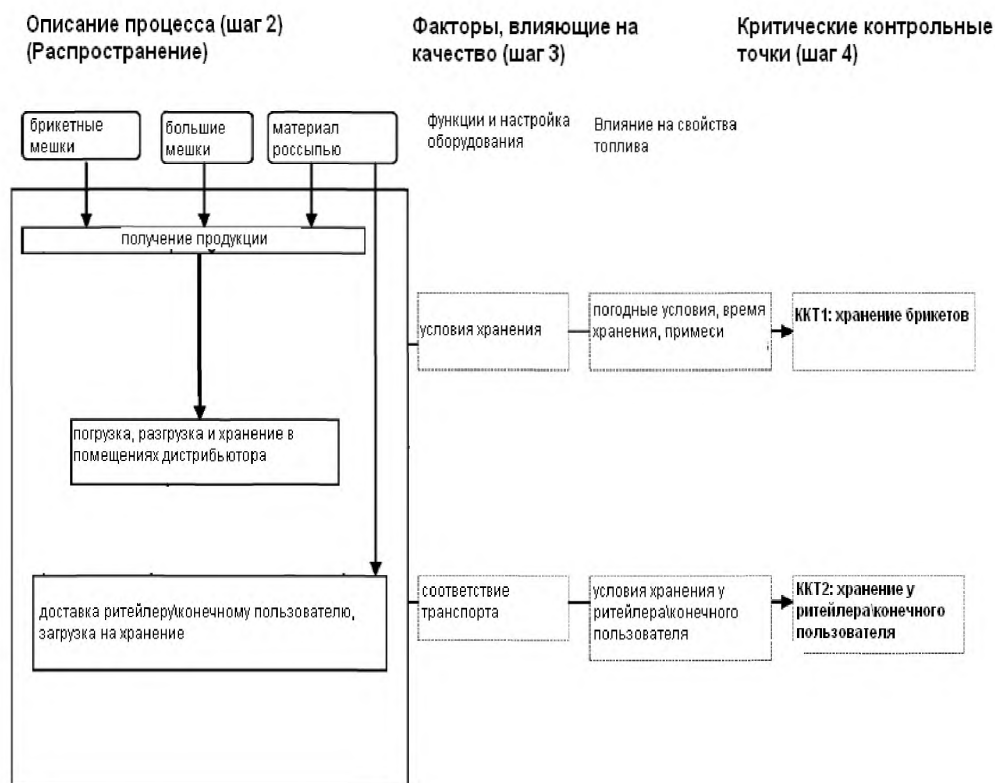 Описание процесса (шаг 2)
(Распространение)
Факторы, влияющие на
качество (шаг 3)
Критические контрольные
точки (шаг 4)
брикетные
мешки
большие
мешки
материал
россыпью
функции и настройка
оборудования
Влияние на свойства
топлива
получение продукции
условия хранения
погодные условия, время
хранения, примеси
ККТ1: хранение брикетов
погрузка, разгрузка и хранение в
помещениях дистрибьютора
доставка ритейлеру\конечному пользователю,
загрузка на хранение
соответствие
транспорта
условия хранения у
ритейлера\конечного
пользователя
ККТ2: хранение у
ритейлера\конечного
пользователя